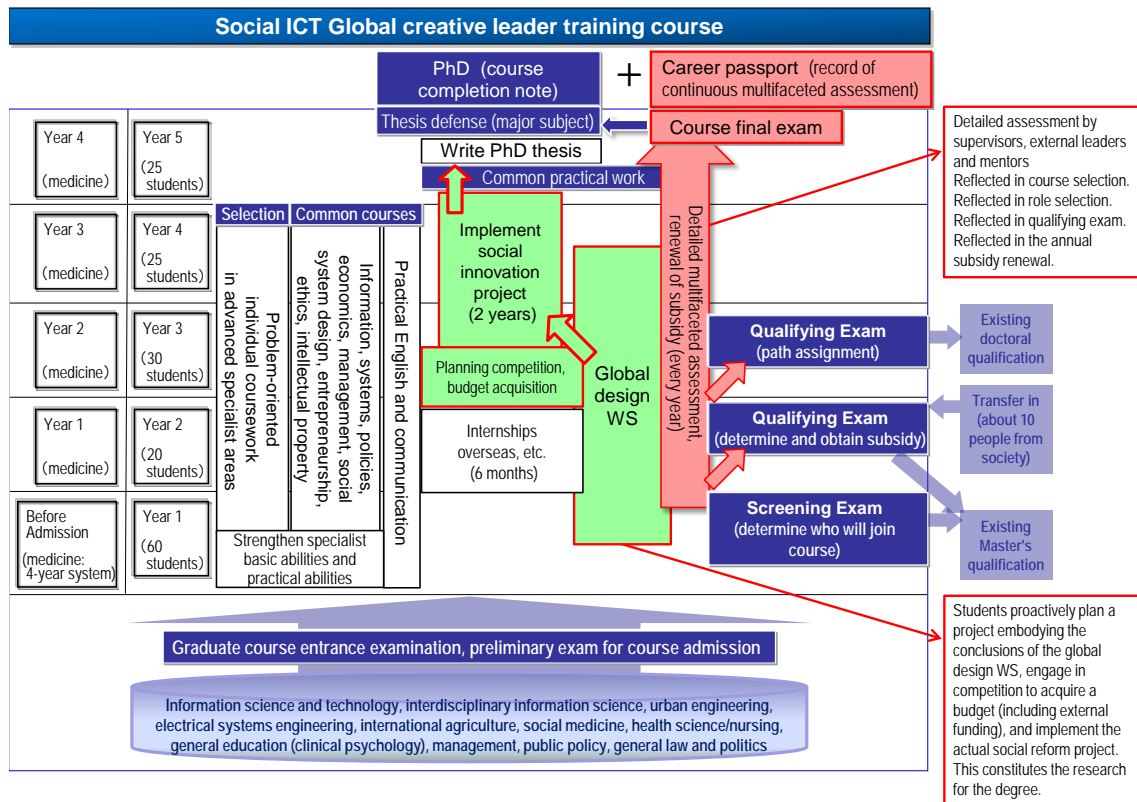 Social ICT Global creative leader training course
PhD (course
completion note)
+
Career passport (record of
continuous multifaceted assessment)
Thesis defense (major subject)
Course final exam
Write PhD thesis
Common practical work
Year 4
(medicine)
Year 5
(25
students)
Year 3
(medicine)
Year 4
(25
students)
Year 2
(medicine)
Year 3
(30
students)
Year 1
(medicine)
Year 2
(20
students)
Before
Admission
(medicine:
4-year system)
Year 1
(60
students)
Selection
Common courses
Problem-oriented
individual coursework
in advanced specialist areas
Information, systems, policies,
economics, management, social
system design, entrepreneurship,
ethics, intellectual property
Practical English and communication
Strengthen specialist
basic abilities and
practical abilities
Implement
social
innovation
project
(2 years)
Planning competition,
budget acquisition
Internships
overseas, etc.
(6 months)
Global
design
WS
Detailed multifaceted assessment,
renewal of subsidy (every year)
Qualifying Exam
(path assignment)
Qualifying Exam
(determine and obtain subsidy)
Screening Exam
(determine who will join
course)
Existing
doctoral
qualification
Transfer in
(about 10
people from
society)
Existing
Master's
qualification
Detailed assessment by
supervisors, external leaders
and mentors
Reflected in course selection.
Reflected in role selection.
Reflected in qualifying exam.
Reflected in the annual
subsidy renewal.
Students proactively plan a
project embodying the
conclusions of the global
design WS, engage in
competition to acquire a
budget (including external
funding), and implement the
actual social reform project.
This constitutes the research
for the degree.
Graduate course entrance examination, preliminary exam for course admission
Information science and technology, interdisciplinary information science, urban engineering,
electrical systems engineering, international agriculture, social medicine, health science/nursing,
general education (clinical psychology), management, public policy, general law and politics